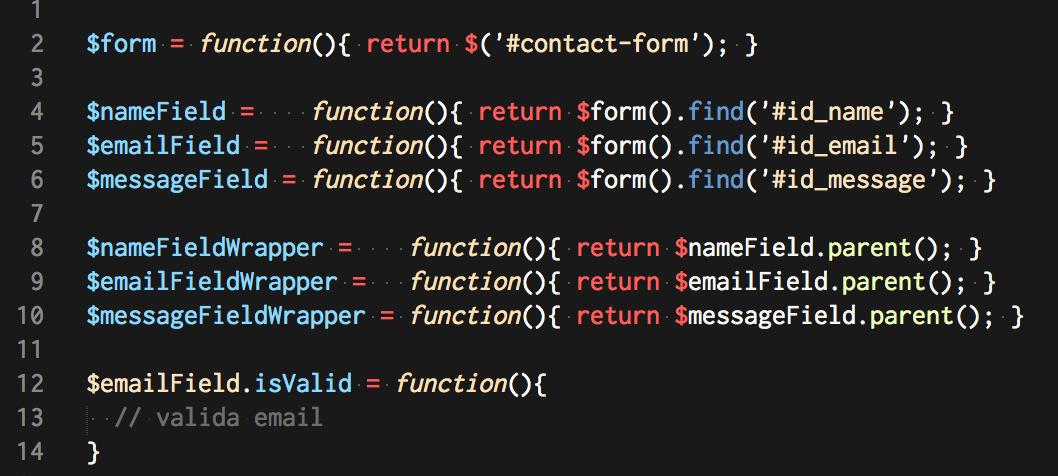 1
2 $form = function(){ return $('#contact-form'); }
3
4 $nameField =    function(){ return $form().find('#id_name'); }
5 $emailField =   function(){ return $form().find('#id_email'); }
6 $messageField = function(){ return $form().find('#id_message'); }
7
8 $nameFieldWrapper =    function(){ return $nameField.parent(); }
9 $emailFieldWrapper =   function(){ return $emailField.parent(); }
10 $messageFieldWrapper = function(){ return $messageField.parent(); }
11
12 $emailField.isValid = function(){
13   // valida email
14 }